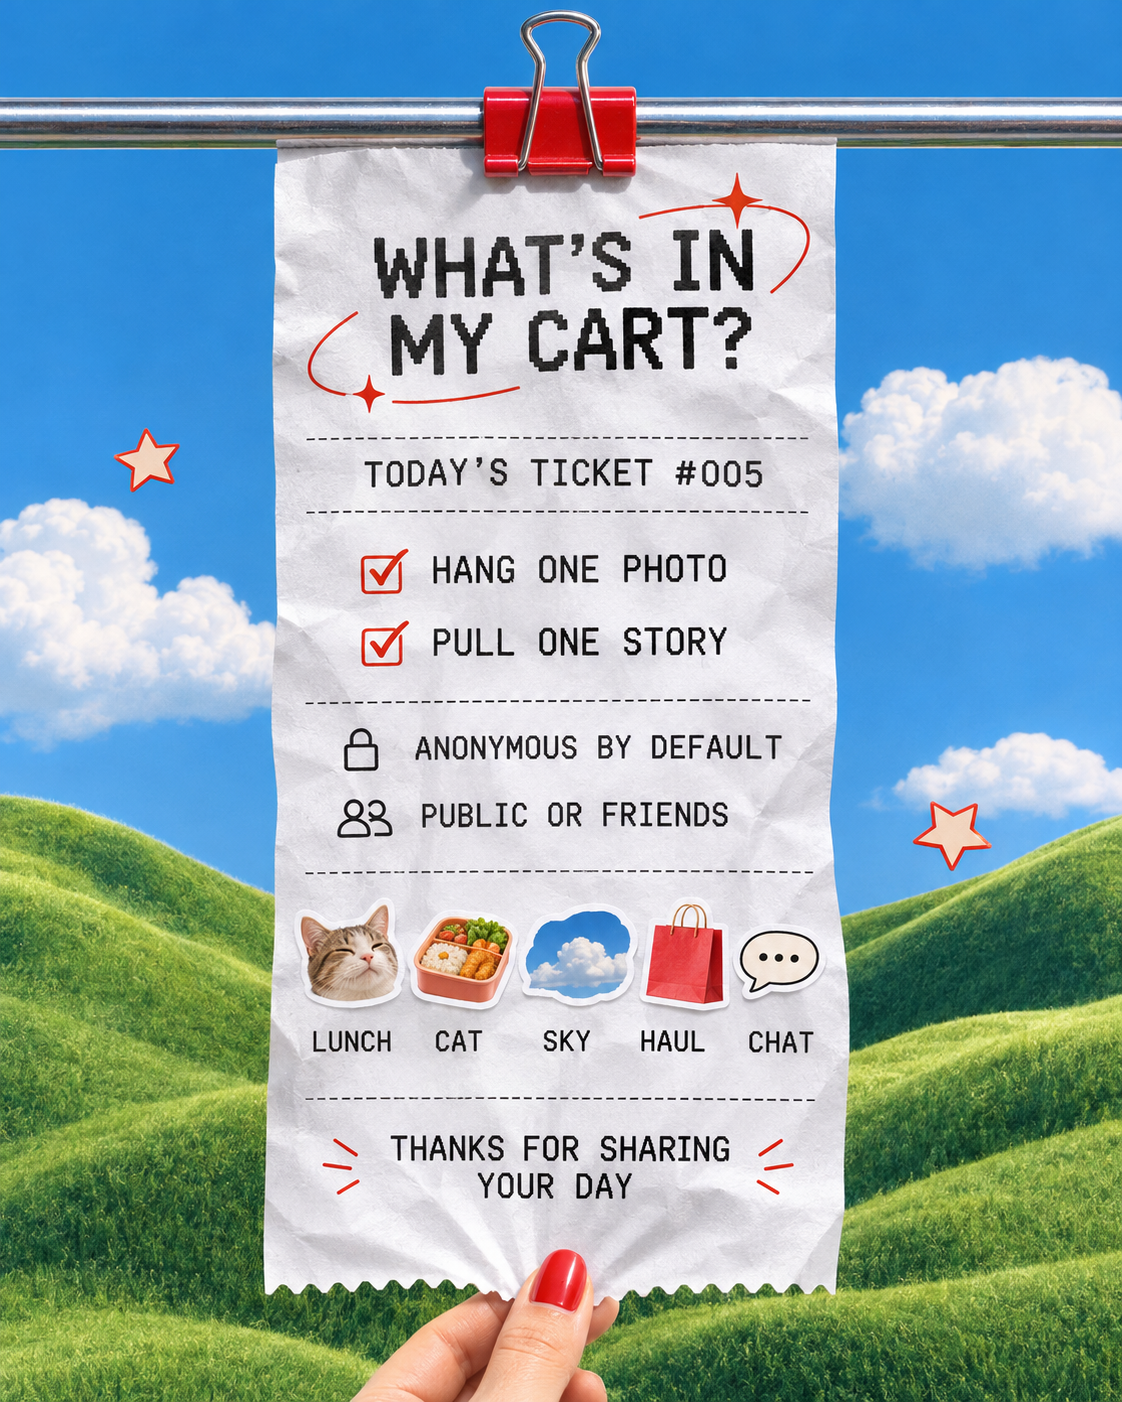 WHAT'S IN
MY CART?
TODAY'S TICKET #005
HANG ONE PHOTO
PULL ONE STORY
ANONYMOUS BY DEFAULT
PUBLIC OR FRIENDS
LUNCH CAT SKY HAUL CHAT
THANKS FOR SHARING
YOUR DAY